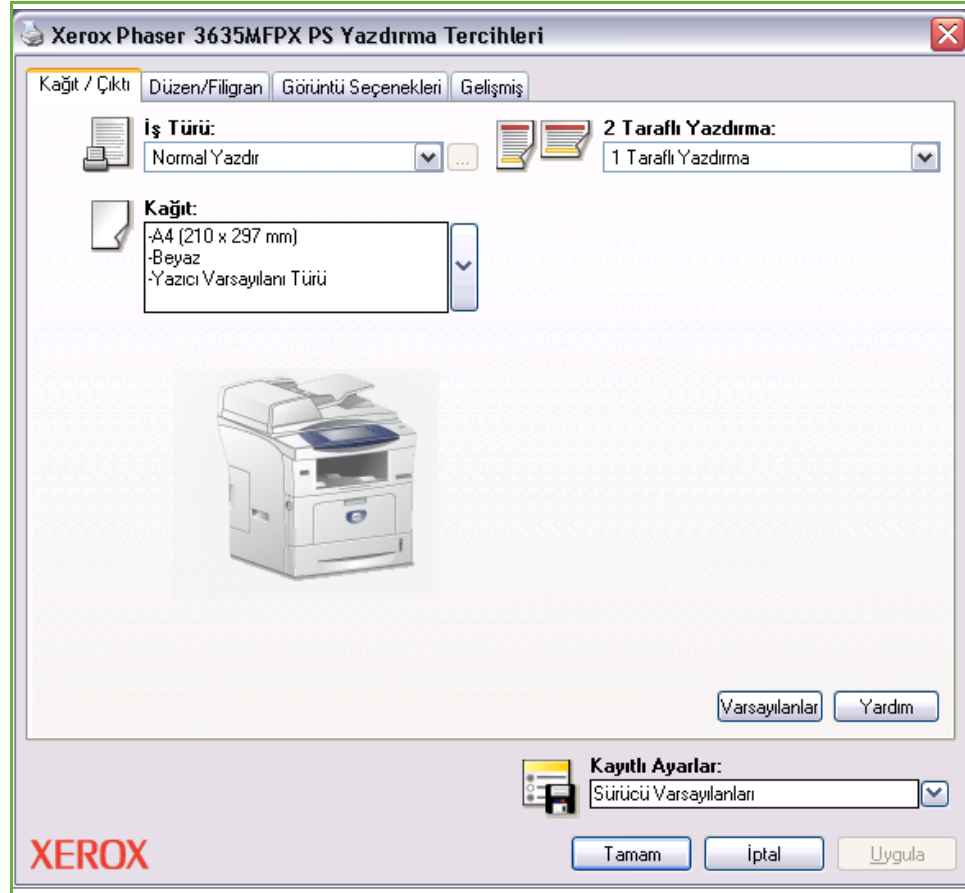 Xerox Phaser 3635MFPX PS Yazdırma Tercihleri
Kağıt / Çıktı Düzen/Filigran Görüntü Seçenekleri Gelişmiş
İş Türü:
Normal Yazdır
...
2 Taraflı Yazdırma:
1 Taraflı Yazdırma
Kağıt:
-A4 (210 x 297 mm)
-Beyaz
-Yazıcı Varsayılanı Türü
Varsayılanlar Yardım
Kayıtlı Ayarlar:
Sürücü Varsayılanları
XEROX
Tamam İptal Uygula